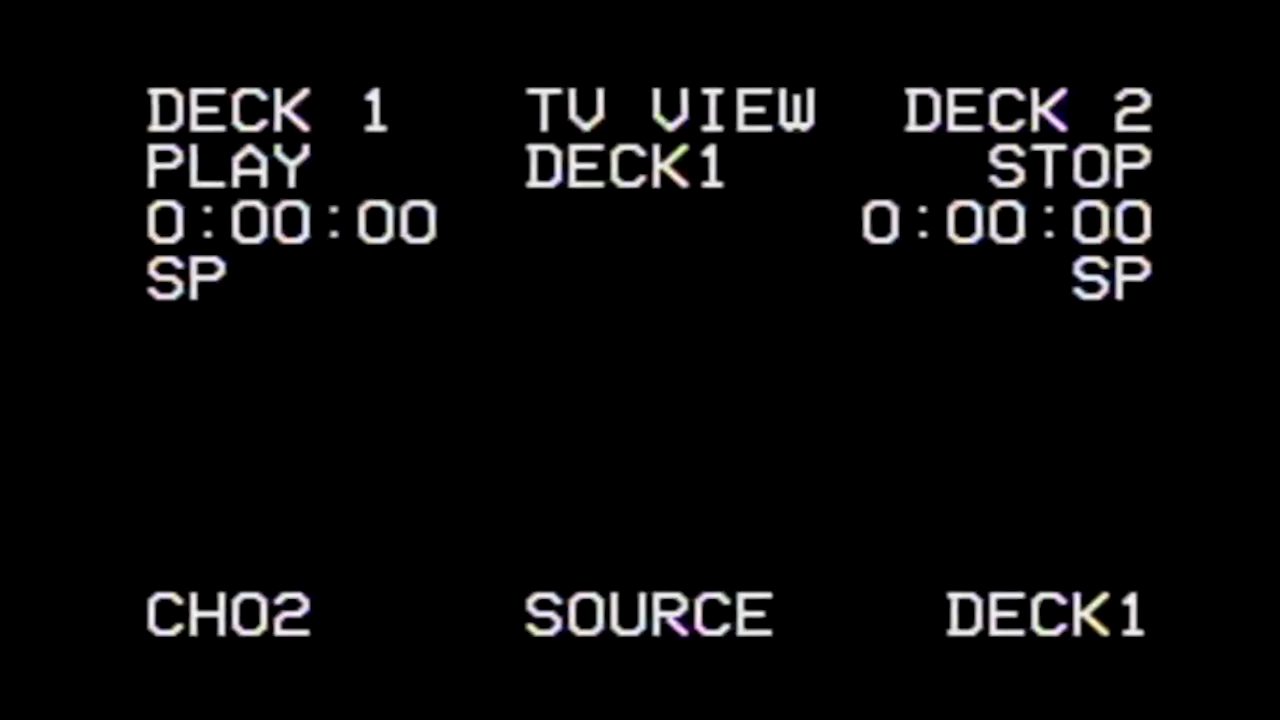 DECK 1 TV VIEW DECK 2
PLAY DECK1 STOP
0:00:00 0:00:00
SP SP
CH02 SOURCE DECK1